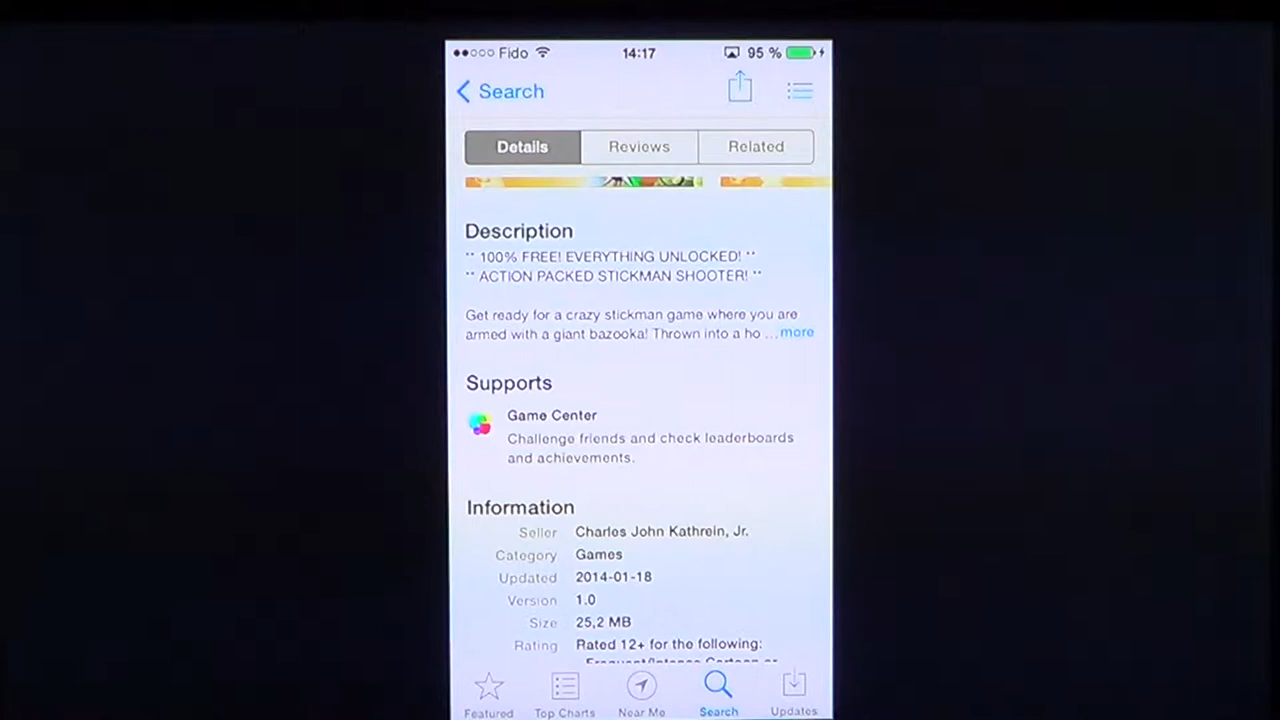 Fido 14:17 95 %
Search
Details Reviews Related
Description
** 100% FREE! EVERYTHING UNLOCKED! **
** ACTION PACKED STICKMAN SHOOTER! **
Get ready for a crazy stickman game where you are
armed with a giant bazooka! Thrown into a ho ...more
Supports
Game Center
Challenge friends and check leaderboards
and achievements.
Information
Seller Charles John Kathrein, Jr.
Category Games
Updated 2014-01-18
Version 1.0
Size 25,2 MB
Rating Rated 12+ for the following:
Frequent/Intense Cartoon or
Featured Top Charts Near Me Search Updates